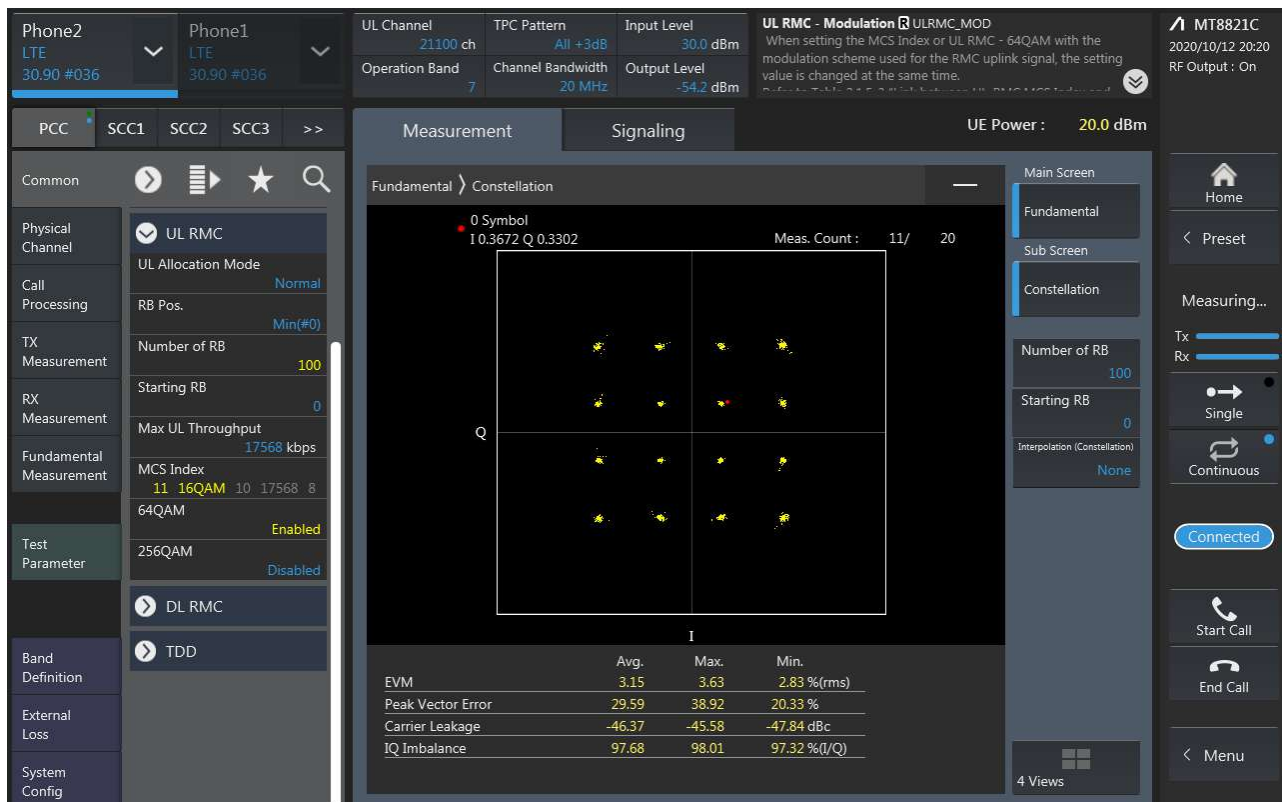 Phone2
LTE
30.90 #036
Phone1
LTE
30.90 #036
UL Channel
21100 ch
Operation Band
7
TPC Pattern
All +3dB
Channel Bandwidth
20 MHz
Input Level
30.0 dBm
Output Level
-54.2 dBm
UL RMC - Modulation R ULRMC_MOD
When setting the MCS Index or UL RMC - 64QAM with the
modulation scheme used for the RMC uplink signal, the setting
value is changed at the same time.
MT8821C
2020/10/12 20:20
RF Output : On
PCC SCC1 SCC2 SCC3 >>
Measurement Signaling
UE Power : 20.0 dBm
Common
Physical
Channel
Call
Processing
TX
Measurement
RX
Measurement
Fundamental
Measurement
Test
Parameter
Band
Definition
External
Loss
System
Config
UL RMC
UL Allocation Mode
Normal
RB Pos.
Min(#0)
Number of RB
100
Starting RB
0
Max UL Throughput
17568 kbps
MCS Index
11 16QAM 10 17568 8
64QAM
Enabled
256QAM
Disabled
DL RMC
TDD
Fundamental 〉 Constellation
0 Symbol
I 0.3672 Q 0.3302
Meas. Count : 11/ 20
Q
I
Avg. Max. Min.
EVM 3.15 3.63 2.83 %(rms)
Peak Vector Error 29.59 38.92 20.33 %
Carrier Leakage -46.37 -45.58 -47.84 dBc
IQ Imbalance 97.68 98.01 97.32 %(I/Q)
Main Screen
Fundamental
Sub Screen
Constellation
Number of RB
100
Starting RB
0
Interpolation (Constellation)
None
4 Views
Home
< Preset
Measuring...
Tx
Rx
Single
Continuous
Connected
Start Call
End Call
< Menu